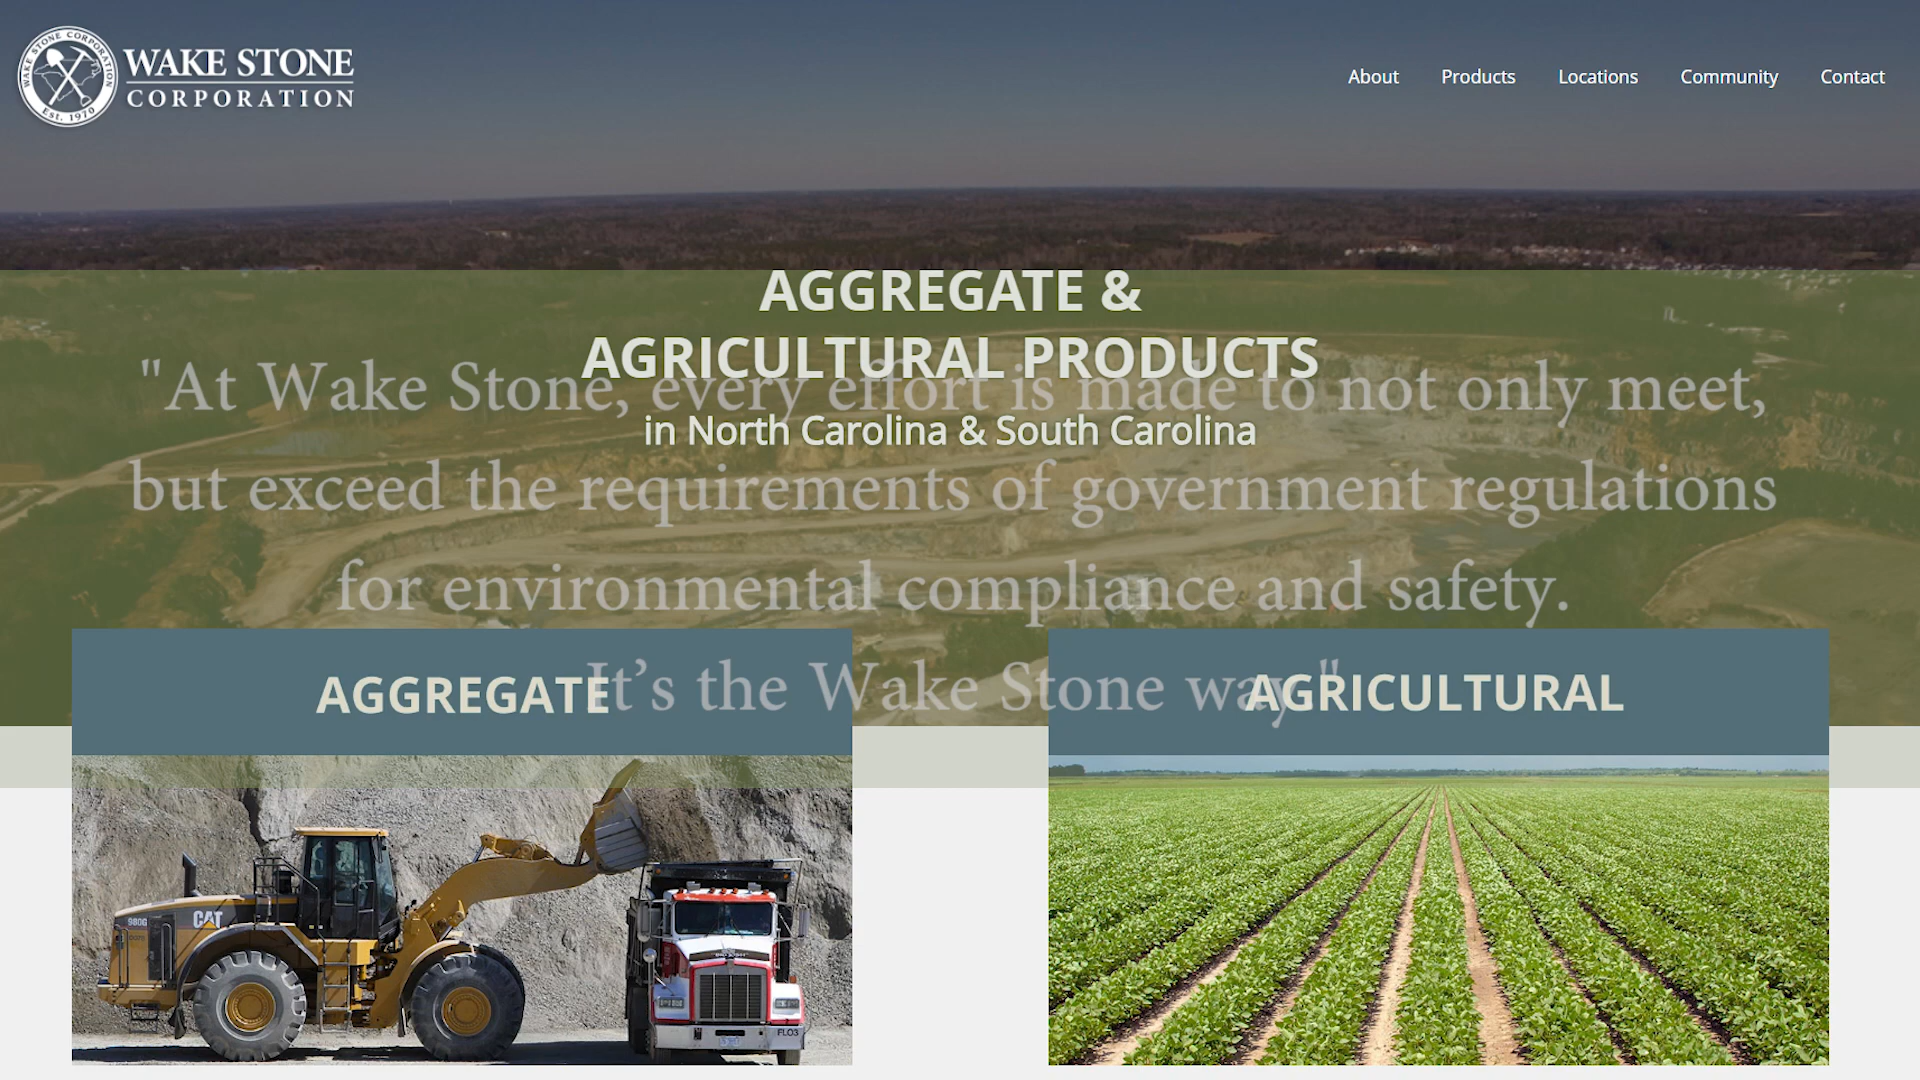 WAKE STONE CORPORATION
Est. 1970
WAKE STONE
CORPORATION
About Products Locations Community Contact
AGGREGATE &
AGRICULTURAL PRODUCTS
in North Carolina & South Carolina
"At Wake Stone, every effort is made to not only meet,
but exceed the requirements of government regulations
for environmental compliance and safety.
It’s the Wake Stone way."
AGGREGATE
AGRICULTURAL
980G
CAT
FLO3